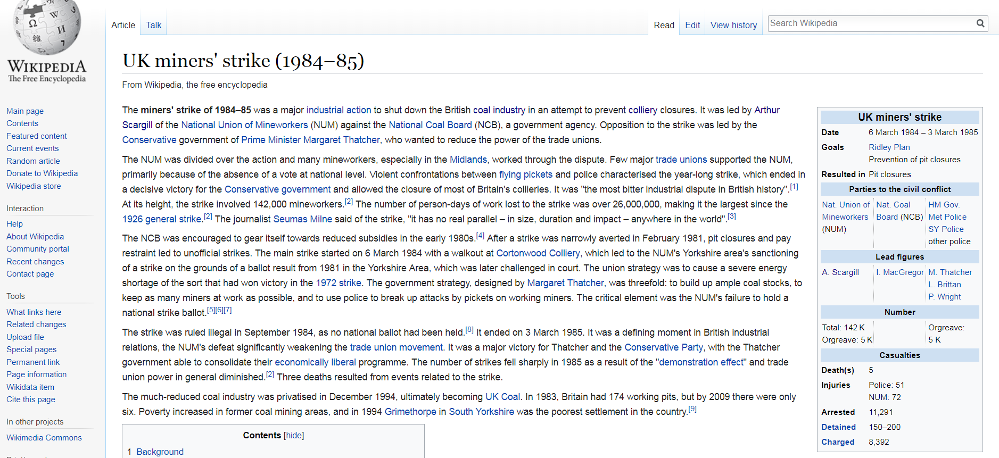 Article Talk Read Edit View history Search Wikipedia
Ω W И 維 7
WIKIPEDIA
The Free Encyclopedia
Main page
Contents
Featured content
Current events
Random article
Donate to Wikipedia
Wikipedia store
Interaction
Help
About Wikipedia
Community portal
Recent changes
Contact page
Tools
What links here
Related changes
Upload file
Special pages
Permanent link
Page information
Wikidata item
Cite this page
In other projects
Wikimedia Commons
UK miners' strike (1984–85)
From Wikipedia, the free encyclopedia
The miners' strike of 1984–85 was a major industrial action to shut down the British coal industry in an attempt to prevent colliery closures. It was led by Arthur
Scargill of the National Union of Mineworkers (NUM) against the National Coal Board (NCB), a government agency. Opposition to the strike was led by the
Conservative government of Prime Minister Margaret Thatcher, who wanted to reduce the power of the trade unions.
The NUM was divided over the action and many mineworkers, especially in the Midlands, worked through the dispute. Few major trade unions supported the NUM,
primarily because of the absence of a vote at national level. Violent confrontations between flying pickets and police characterised the year-long strike, which ended in
a decisive victory for the Conservative government and allowed the closure of most of Britain's collieries. It was "the most bitter industrial dispute in British history".[1]
At its height, the strike involved 142,000 mineworkers.[2] The number of person-days of work lost to the strike was over 26,000,000, making it the largest since the
1926 general strike.[2] The journalist Seumas Milne said of the strike, "it has no real parallel – in size, duration and impact – anywhere in the world".[3]
The NCB was encouraged to gear itself towards reduced subsidies in the early 1980s.[4] After a strike was narrowly averted in February 1981, pit closures and pay
restraint led to unofficial strikes. The main strike started on 6 March 1984 with a walkout at Cortonwood Colliery, which led to the NUM's Yorkshire area's sanctioning
of a strike on the grounds of a ballot result from 1981 in the Yorkshire Area, which was later challenged in court. The union strategy was to cause a severe energy
shortage of the sort that had won victory in the 1972 strike. The government strategy, designed by Margaret Thatcher, was threefold: to build up ample coal stocks, to
keep as many miners at work as possible, and to use police to break up attacks by pickets on working miners. The critical element was the NUM's failure to hold a
national strike ballot.[5][6][7]
The strike was ruled illegal in September 1984, as no national ballot had been held.[8] It ended on 3 March 1985. It was a defining moment in British industrial
relations, the NUM's defeat significantly weakening the trade union movement. It was a major victory for Thatcher and the Conservative Party, with the Thatcher
government able to consolidate their economically liberal programme. The number of strikes fell sharply in 1985 as a result of the "demonstration effect" and trade
union power in general diminished.[2] Three deaths resulted from events related to the strike.
The much-reduced coal industry was privatised in December 1994, ultimately becoming UK Coal. In 1983, Britain had 174 working pits, but by 2009 there were only
six. Poverty increased in former coal mining areas, and in 1994 Grimethorpe in South Yorkshire was the poorest settlement in the country.[9]
Contents [hide]
1 Background
UK miners' strike
Date 6 March 1984 – 3 March 1985
Goals Ridley Plan
Prevention of pit closures
Resulted in Pit closures
Parties to the civil conflict
Nat. Union of Nat. Coal HM Gov.
Mineworkers Board (NCB) Met Police
(NUM) SY Police
other police
Lead figures
A. Scargill I. MacGregor M. Thatcher
L. Brittan
P. Wright
Number
Total: 142 K Orgreave:
Orgreave: 5 K 5 K
Casualties
Death(s) 5
Injuries Police: 51
NUM: 72
Arrested 11,291
Detained 150–200
Charged 8,392